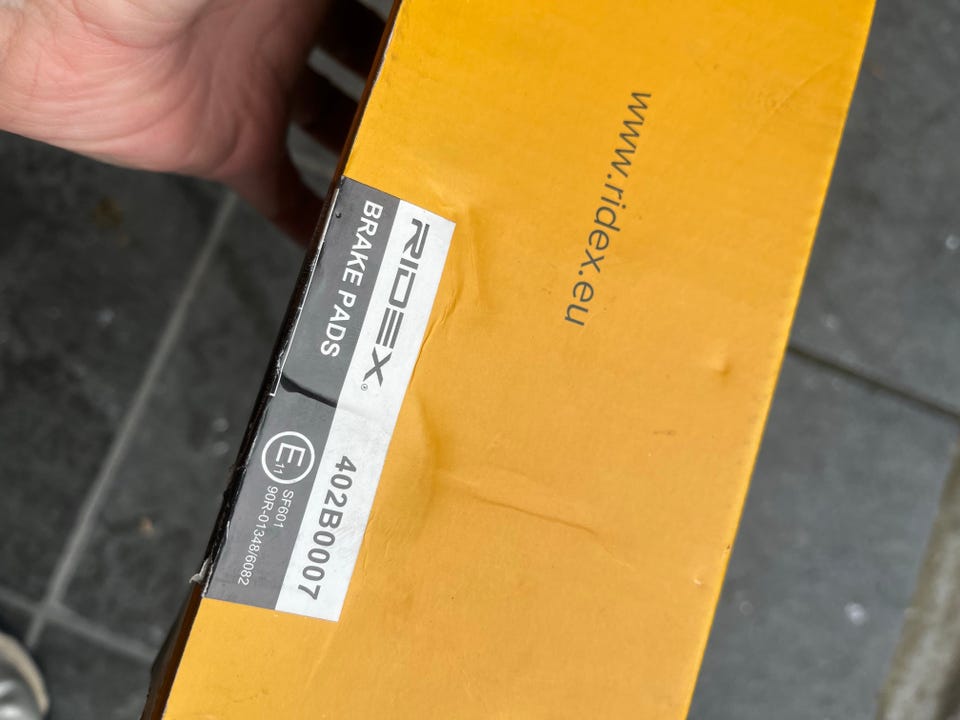 RIDEX®
402B0007
BRAKE PADS
E11
SF601
90R-01348/6082
www.ridex.eu